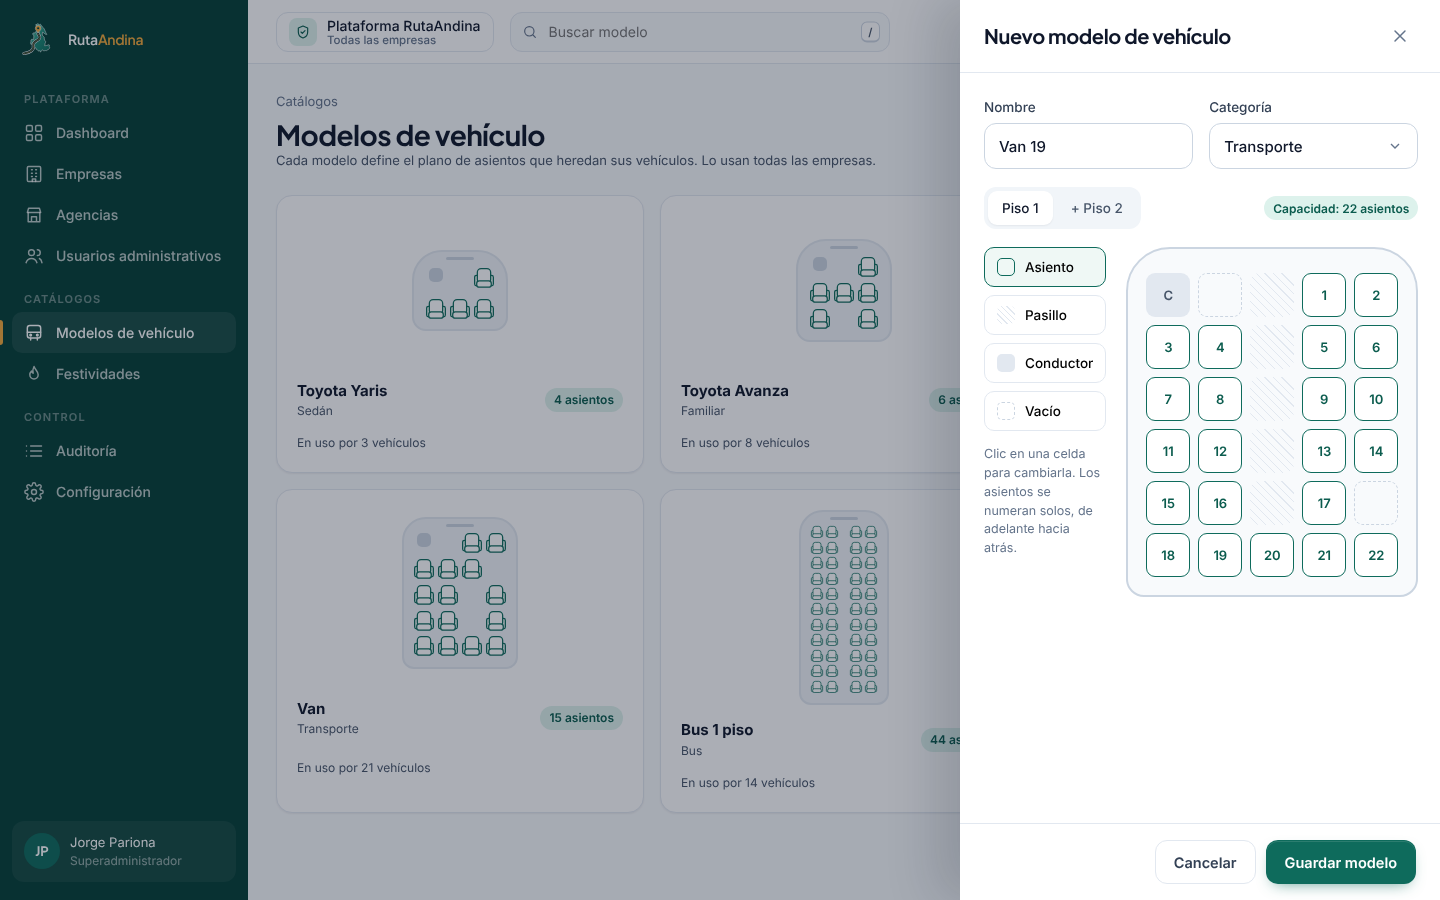 RutaAndina
PLATAFORMA
Dashboard
Empresas
Agencias
Usuarios administrativos
CATÁLOGOS
Modelos de vehículo
Festividades
CONTROL
Auditoría
Configuración
JP
Jorge Pariona
Superadministrador
Plataforma RutaAndina
Todas las empresas
Buscar modelo
/
Catálogos
Modelos de vehículo
Cada modelo define el plano de asientos que heredan sus vehículos. Lo usan todas las empresas.
Toyota Yaris
Sedán
4 asientos
En uso por 3 vehículos
Toyota Avanza
Familiar
6 as
En uso por 8 vehículos
Van
Transporte
15 asientos
En uso por 21 vehículos
Bus 1 piso
Bus
44 as
En uso por 14 vehículos
Nuevo modelo de vehículo
Nombre
Categoría
Van 19
Transporte
Piso 1
+ Piso 2
Capacidad: 22 asientos
Asiento
Pasillo
Conductor
Vacío
Clic en una celda
para cambiarla. Los
asientos se
numeran solos, de
adelante hacia
atrás.
C 1 2
3 4 5 6
7 8 9 10
11 12 13 14
15 16 17
18 19 20 21 22
Cancelar
Guardar modelo